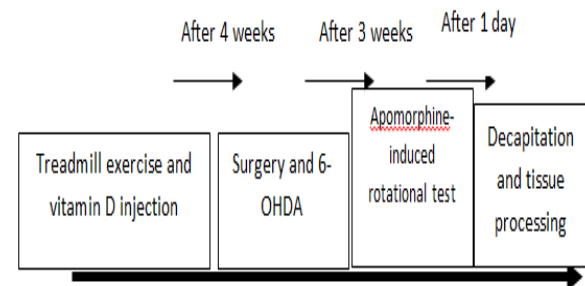 After 4 weeks
After 3 weeks
After 1 day
Treadmill exercise and
vitamin D injection
Surgery and 6-
OHDA
Apomorphine-
induced
rotational test
Decapitation
and tissue
processing